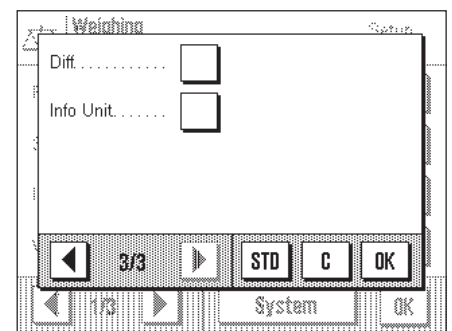 Weighing Setup
Diff...........
Info Unit.......
3/3 STD C OK
1/3 System OK